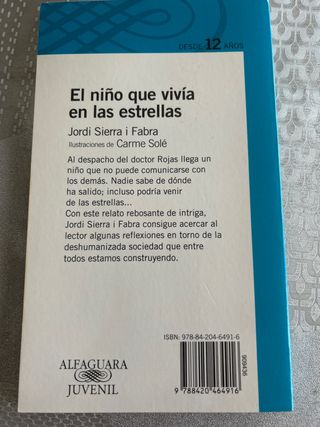 DESDE 12 AÑOS
El niño que vivía
en las estrellas
Jordi Sierra i Fabra
Ilustraciones de Carme Solé
Al despacho del doctor Rojas llega un
niño que no puede comunicarse con
los demás. Nadie sabe de dónde
ha salido; incluso podría venir
de las estrellas...
Con este relato rebosante de intriga,
Jordi Sierra i Fabra consigue acercar al
lector algunas reflexiones en torno de la
deshumanizada sociedad que entre
todos estamos construyendo.
ISBN: 978-84-204-6491-6
909436
9 788420 464916
ALFAGUARA
JUVENIL